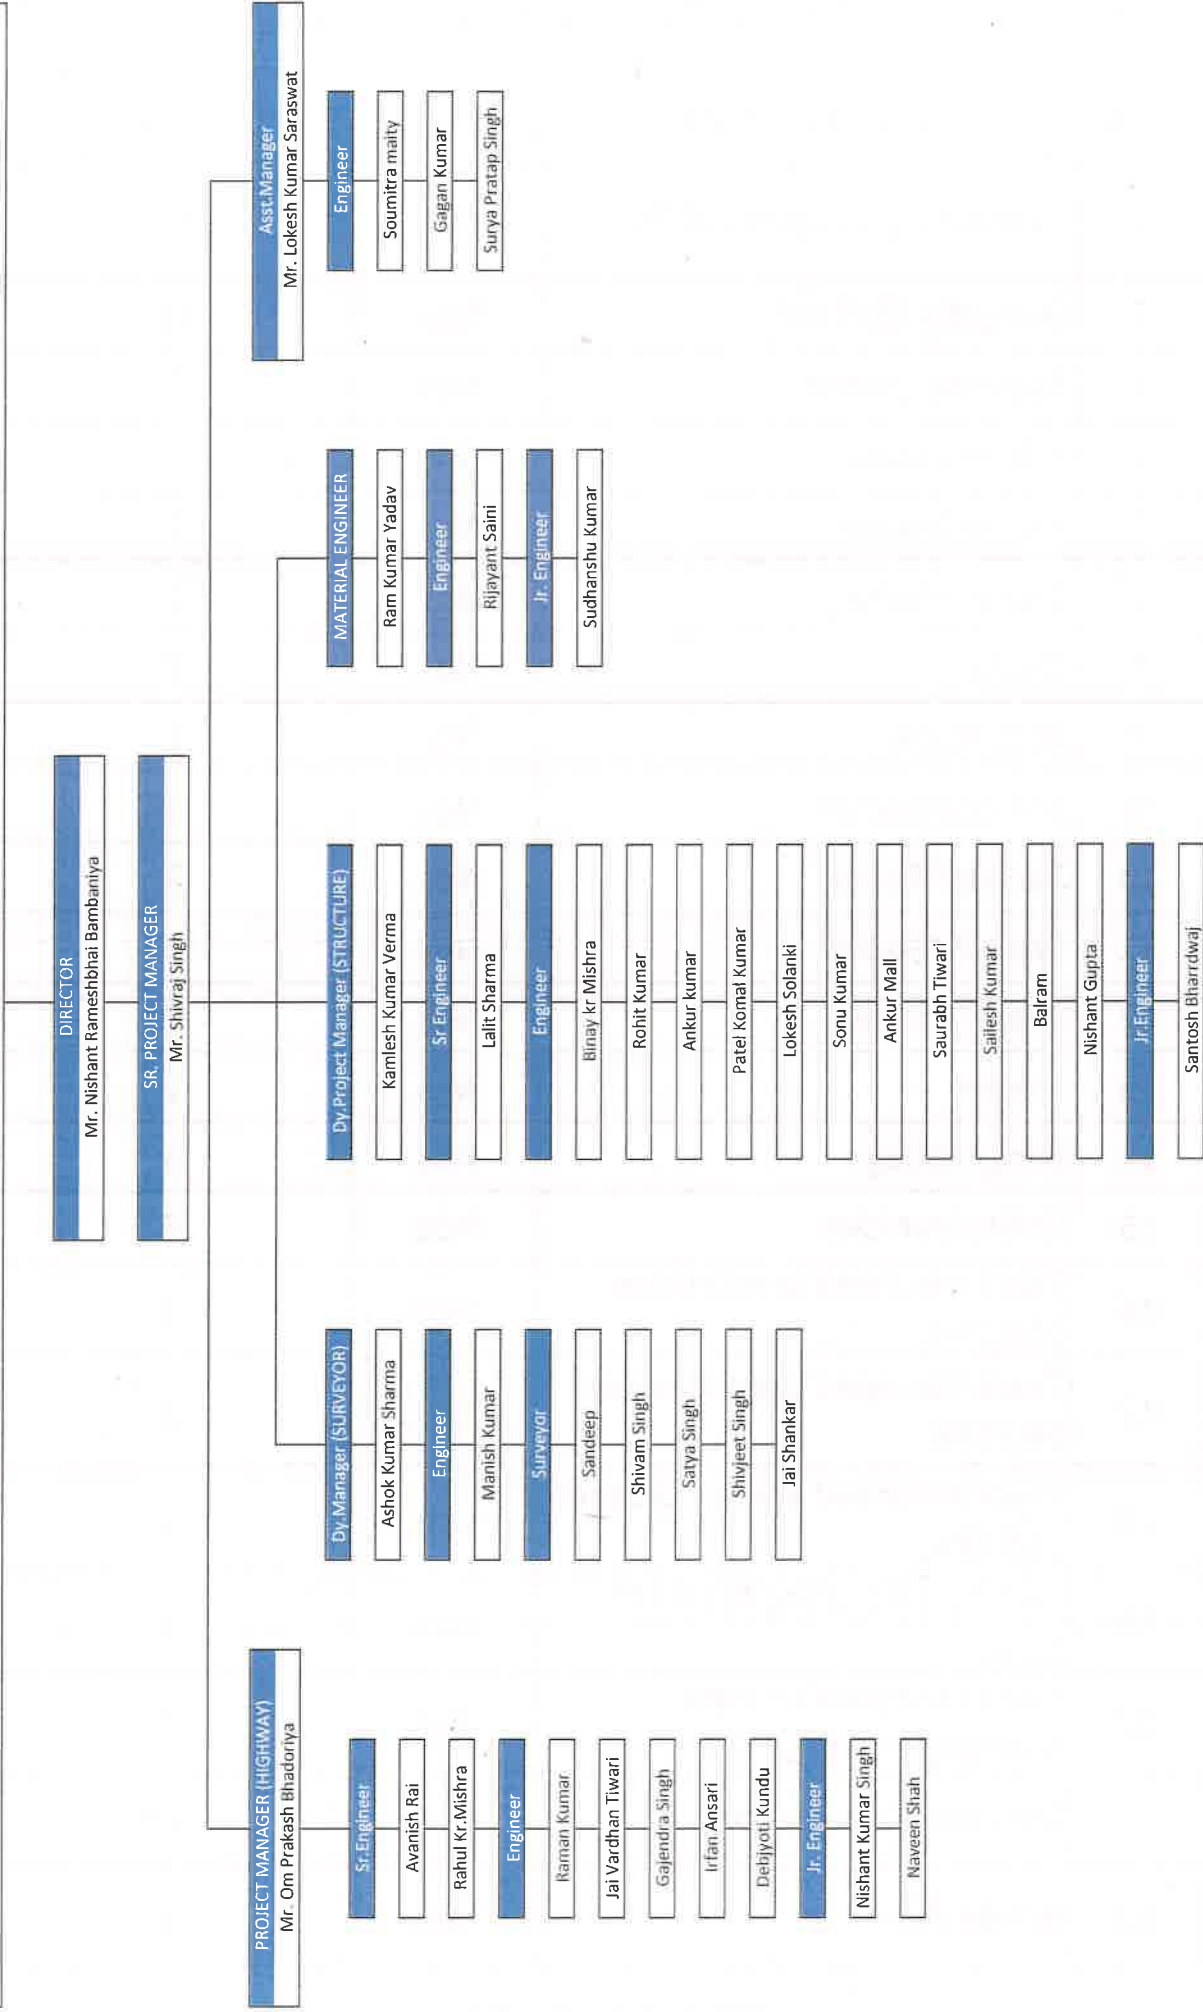 DIRECTOR
Mr. Nishant Rameshbhai Bambaniya
SR. PROJECT MANAGER
Mr. Shivraj Singh
PROJECT MANAGER (HIGHWAY)
Mr. Om Prakash Bhadoriya
Sr.Engineer
Avanish Rai
Rahul Kr.Mishra
Engineer
Raman Kumar
Jai Vardhan Tiwari
Gajendra Singh
Irfan Ansari
Debjyoti Kundu
Jr. Engineer
Nishant Kumar Singh
Naveen Shah
Dy.Manager (SURVEYOR)
Ashok Kumar Sharma
Engineer
Manish Kumar
Surveyor
Sandeep
Shivam Singh
Satya Singh
Shivjeet Singh
Jai Shankar
Dy.Project Manager (STRUCTURE)
Kamlesh Kumar Verma
Sr Engineer
Lalit Sharma
Engineer
Binay kr Mishra
Rohit Kumar
Ankur kumar
Patel Komal Kumar
Lokesh Solanki
Sonu Kumar
Ankur Mall
Saurabh Tiwari
Sailesh Kumar
Balram
Nishant Gupta
Jr.Engineer
Santosh Bharrdwaj
MATERIAL ENGINEER
Ram Kumar Yadav
Engineer
Rijayant Saini
Jr. Engineer
Sudhanshu Kumar
Asst.Manager
Mr. Lokesh Kumar Saraswat
Engineer
Soumitra maity
Gagan Kumar
Surya Pratap Singh